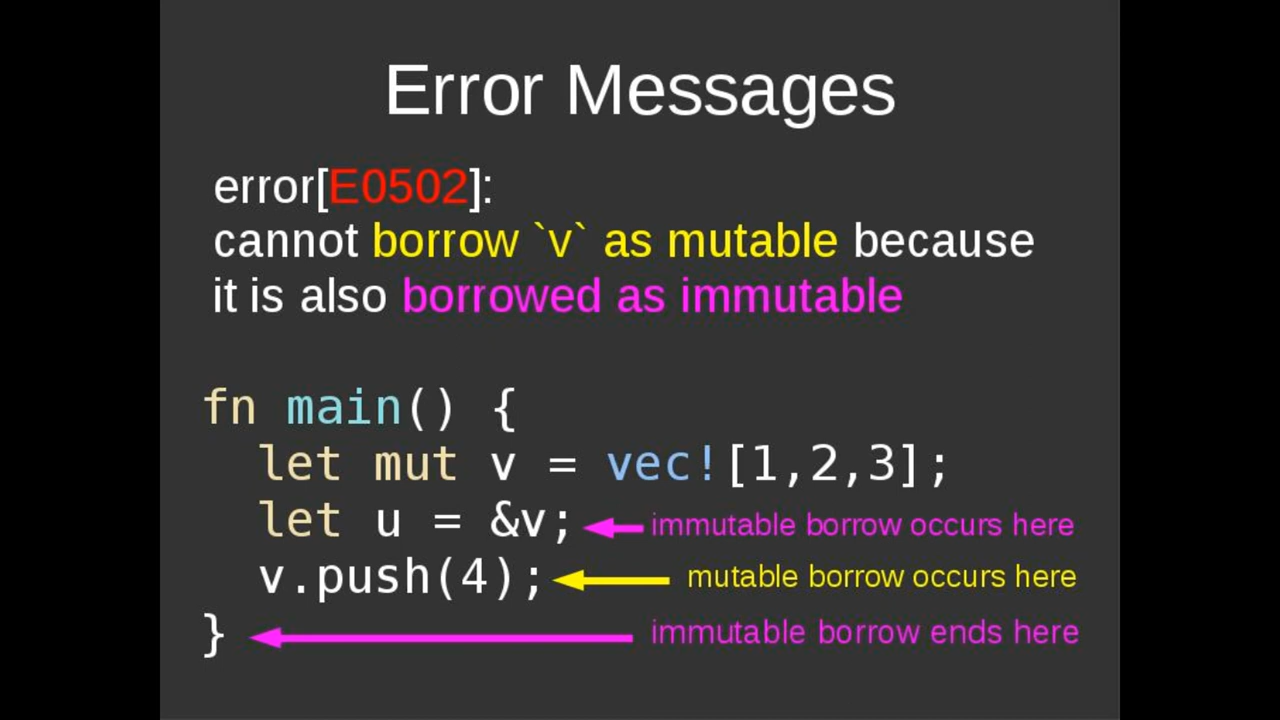 Error Messages
error[E0502]:
cannot borrow `v` as mutable because
it is also borrowed as immutable
fn main() {
let mut v = vec![1,2,3];
let u = &v; immutable borrow occurs here
v.push(4); mutable borrow occurs here
} immutable borrow ends here